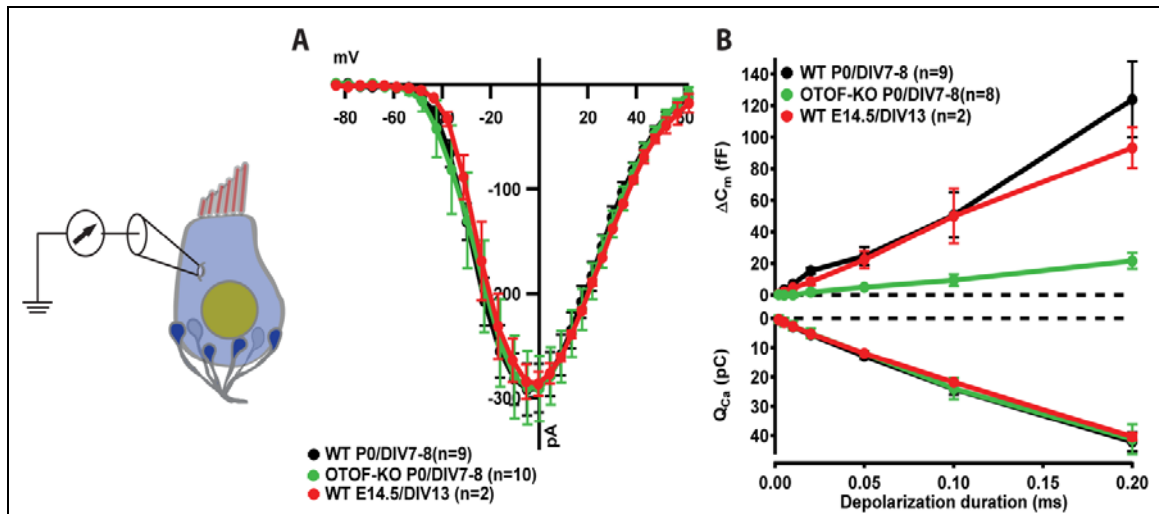 A
mV
-80
-60
-40
-20
20
40
60
-100
-200
-300
pA
WT P0/DIV7-8(n=9)
OTOF-KO P0/DIV7-8 (n=10)
WT E14.5/DIV13 (n=2)
B
WT P0/DIV7-8 (n=9)
OTOF-KO P0/DIV7-8(n=8)
WT E14.5/DIV13 (n=2)
140
120
100
80
60
40
20
0
ΔCm (fF)
0
10
20
30
40
QCa (pC)
0.00 0.05 0.10 0.15 0.20
Depolarization duration (ms)